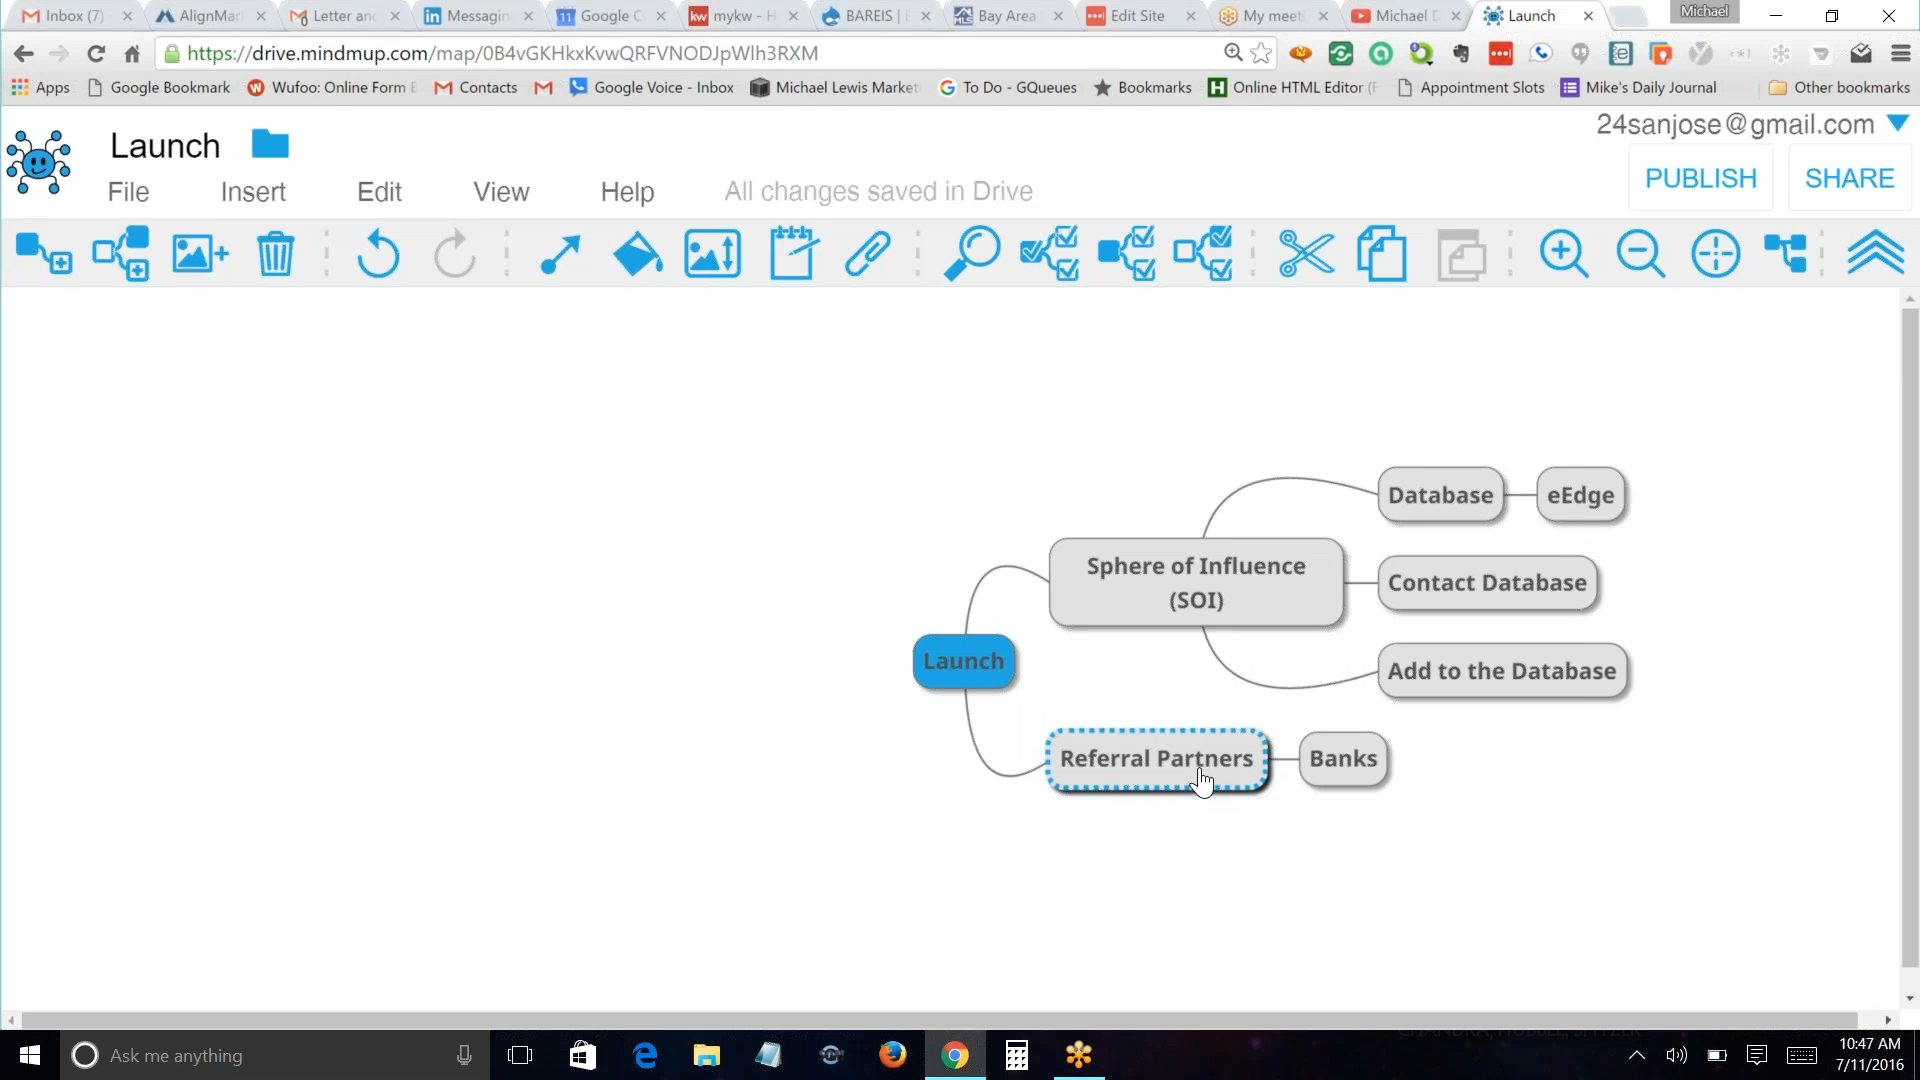 Inbox (7)
AlignMar
Letter and
Messaging
Google C
mykw - H
BAREIS |
Bay Area
Edit Site
My meeti
Michael
Launch
Michael
https://drive.mindmup.com/map/0B4vGKHkxKvwQRFVNODJpWlh3RXM
Apps
Google Bookmark
Wufoo: Online Form
Contacts
Google Voice - Inbox
Michael Lewis Market
To Do - GQueues
Bookmarks
Online HTML Editor (F
Appointment Slots
Mike's Daily Journal
Other bookmarks
Launch
24sanjose@gmail.com
File
Insert
Edit
View
Help
All changes saved in Drive
PUBLISH
SHARE
Database
eEdge
Sphere of Influence
(SOI)
Contact Database
Launch
Add to the Database
Referral Partners
Banks
Ask me anything
10:47 AM
7/11/2016